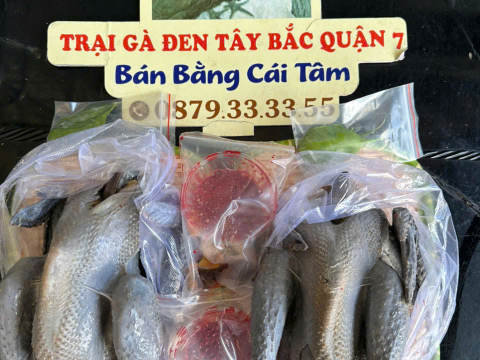 TRẠI GÀ ĐEN TÂY BẮC QUẬN 7
Bán Bằng Cái Tâm
0879.33.33.55